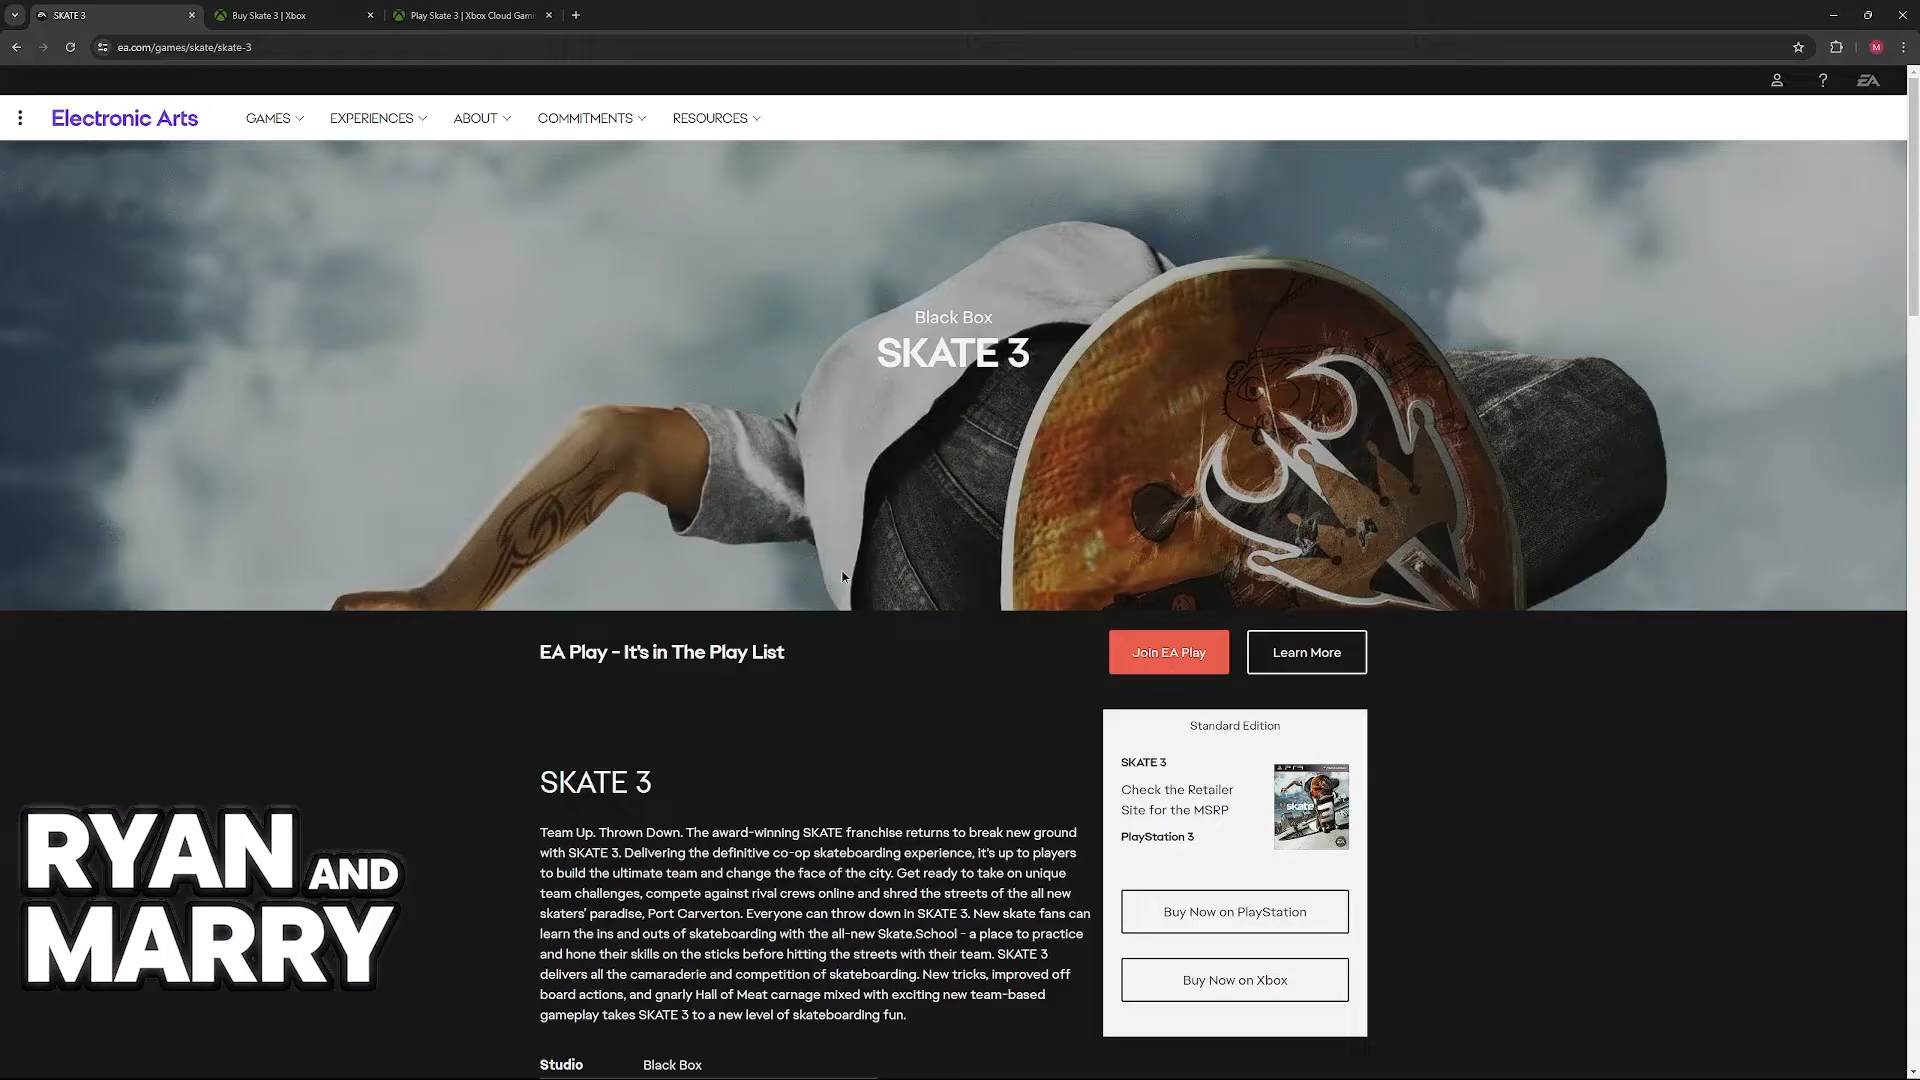 SKATE 3
Buy Skate 3 | Xbox
Play Skate 3 | Xbox Cloud Gam
ea.com/games/skate/skate-3
M
EA
Electronic Arts
GAMES
EXPERIENCES
ABOUT
COMMITMENTS
RESOURCES
Black Box
SKATE 3
EA Play - It's in The Play List
Join EA Play
Learn More
Standard Edition
SKATE 3
Check the Retailer
Site for the MSRP
PlayStation 3
skate
Buy Now on PlayStation
Buy Now on Xbox
SKATE 3
Team Up. Thrown Down. The award-winning SKATE franchise returns to break new ground
with SKATE 3. Delivering the definitive co-op skateboarding experience, it's up to players
to build the ultimate team and change the face of the city. Get ready to take on unique
team challenges, compete against rival crews online and shred the streets of the all new
skaters' paradise, Port Carverton. Everyone can throw down in SKATE 3. New skate fans can
learn the ins and outs of skateboarding with the all-new Skate.School - a place to practice
and hone their skills on the sticks before hitting the streets with their team. SKATE 3
delivers all the camaraderie and competition of skateboarding. New tricks, improved off
board actions, and gnarly Hall of Meat carnage mixed with exciting new team-based
gameplay takes SKATE 3 to a new level of skateboarding fun.
Studio
Black Box
RYAN AND
MARRY